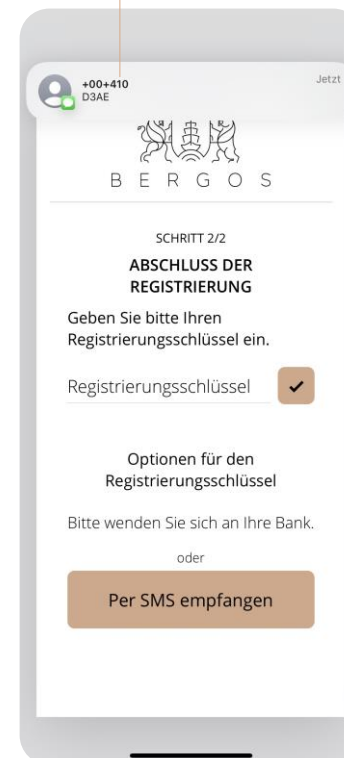 +00+410
Jetzt
D3AE
BERGOS
SCHRITT 2/2
ABSCHLUSS DER
REGISTRIERUNG
Geben Sie bitte Ihren
Registrierungsschlüssel ein.
Registrierungsschlüssel
Optionen für den
Registrierungsschlüssel
Bitte wenden Sie sich an Ihre Bank.
oder
Per SMS empfangen